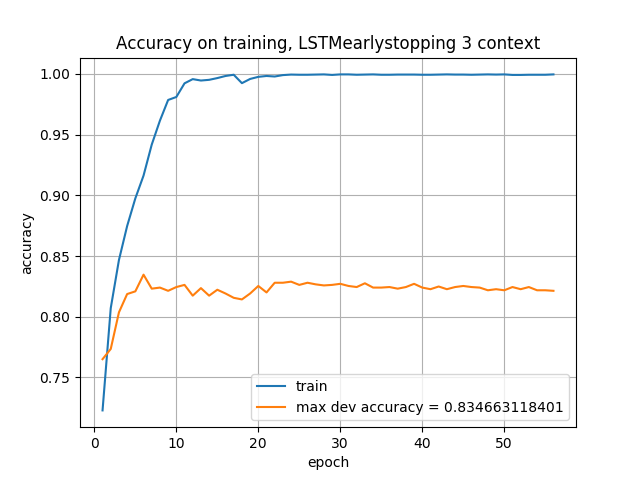 Accuracy on training, LSTMearlystopping 3 context
accuracy
1.00
0.95
0.90
0.85
0.80
0.75
train
max dev accuracy = 0.834663118401
0 10 20 30 40 50
epoch